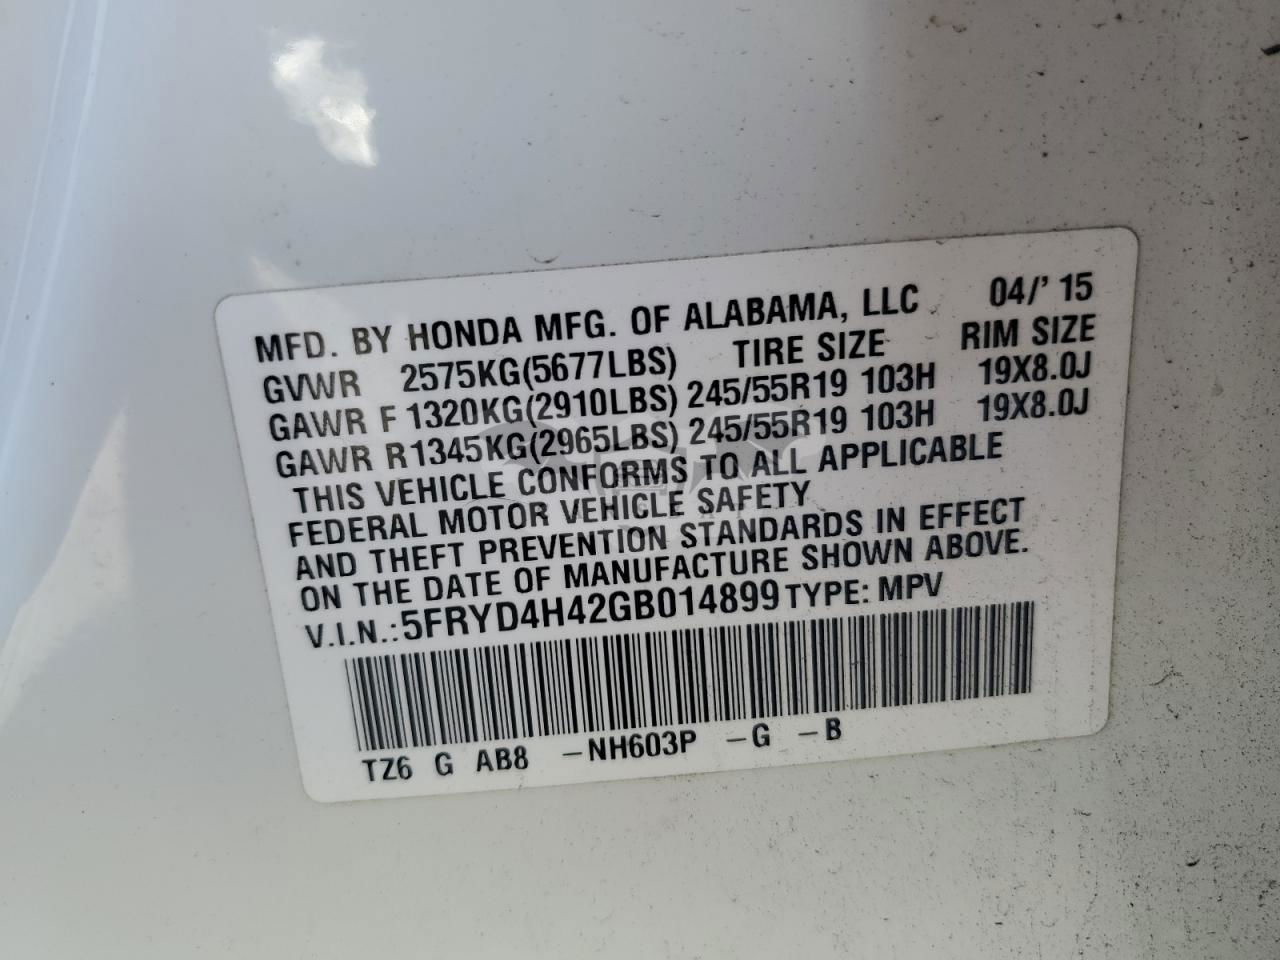 MFD. BY HONDA MFG. OF ALABAMA, LLC 04/' 15
GVWR 2575KG(5677LBS) TIRE SIZE RIM SIZE
GAWR F 1320KG(2910LBS) 245/55R19 103H 19X8.0J
GAWR R 1345KG(2965LBS) 245/55R19 103H 19X8.0J
THIS VEHICLE CONFORMS TO ALL APPLICABLE
FEDERAL MOTOR VEHICLE SAFETY
AND THEFT PREVENTION STANDARDS IN EFFECT
ON THE DATE OF MANUFACTURE SHOWN ABOVE.
V.I.N.:5FRYD4H42GB014899 TYPE: MPV
TZ6 G AB8 -NH603P -G -B